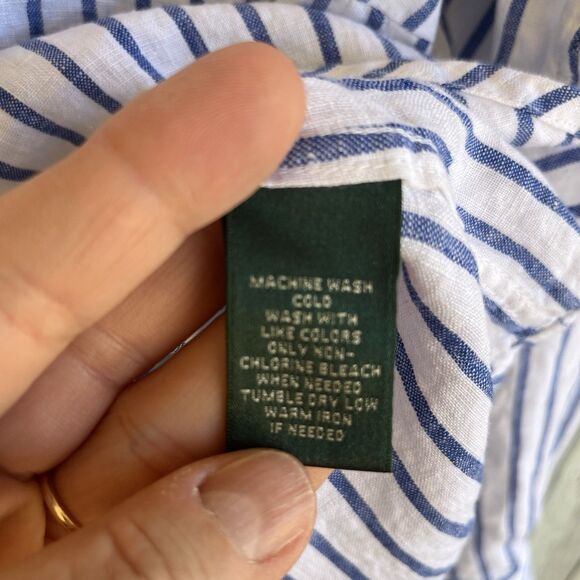 MACHINE WASH
COLD
WASH WITH
LIKE COLORS
ONLY NON-
CHLORINE BLEACH
WHEN NEEDED
TUMBLE DRY LOW
WARM IRON
IF NEEDED